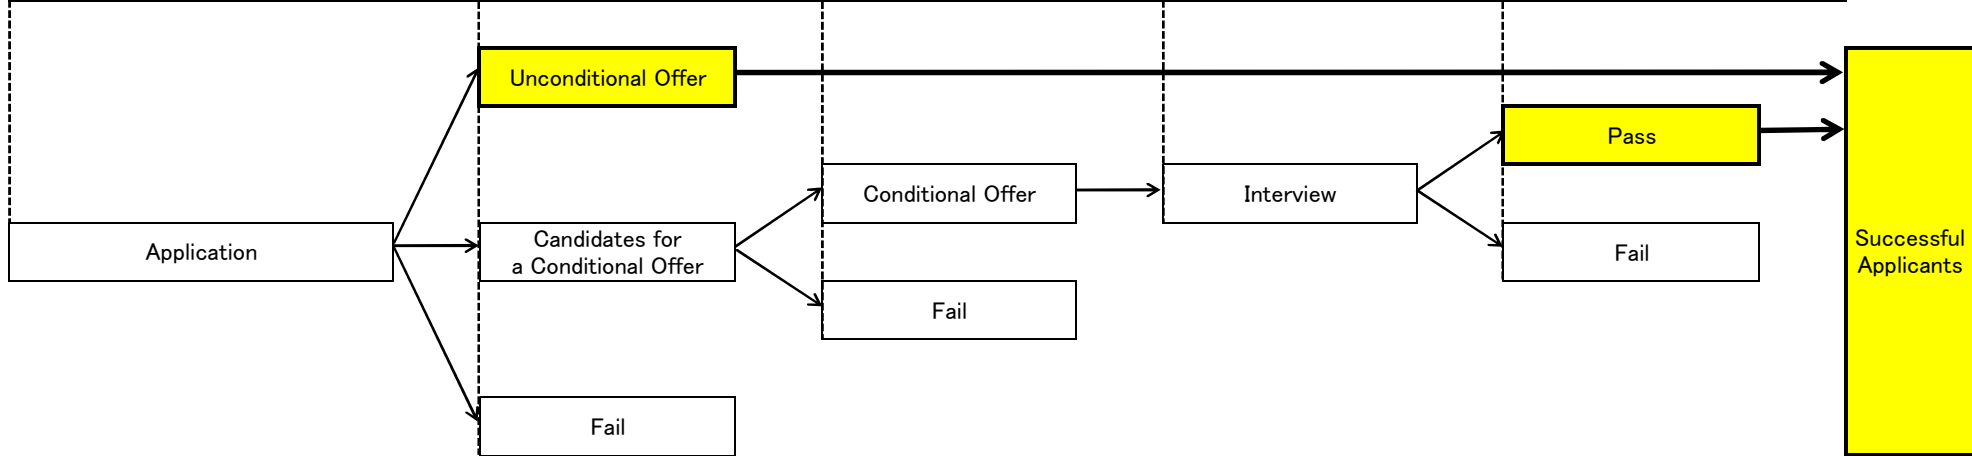 Unconditional Offer
Pass
Conditional Offer
Interview
Application
Candidates for
a Conditional Offer
Fail
Successful
Applicants
Fail
Fail